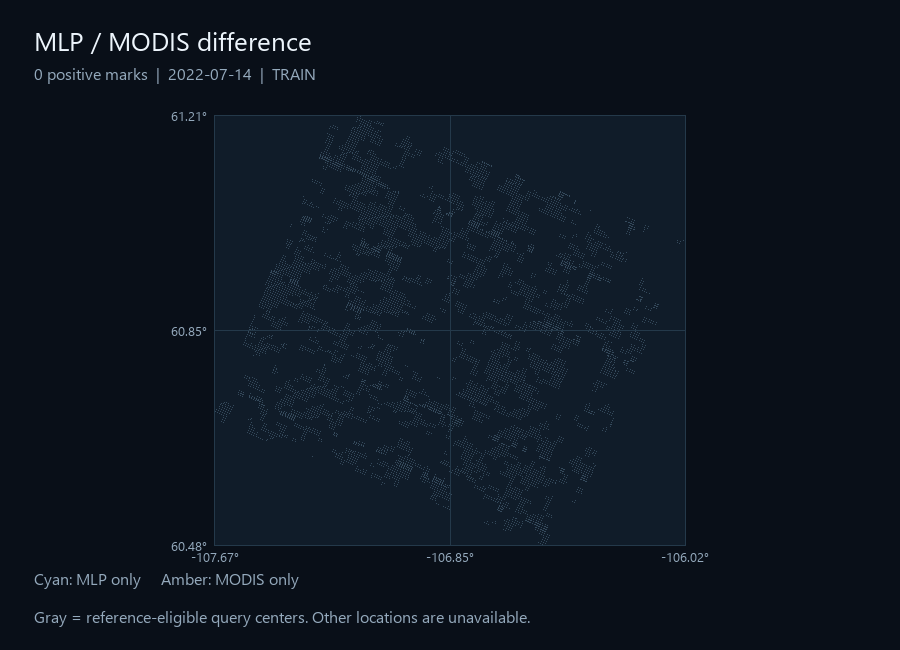 MLP / MODIS difference
0 positive marks | 2022-07-14 | TRAIN
61.21°
60.85°
60.48°
-107.67° -106.85° -106.02°
Cyan: MLP only Amber: MODIS only
Gray = reference-eligible query centers. Other locations are unavailable.